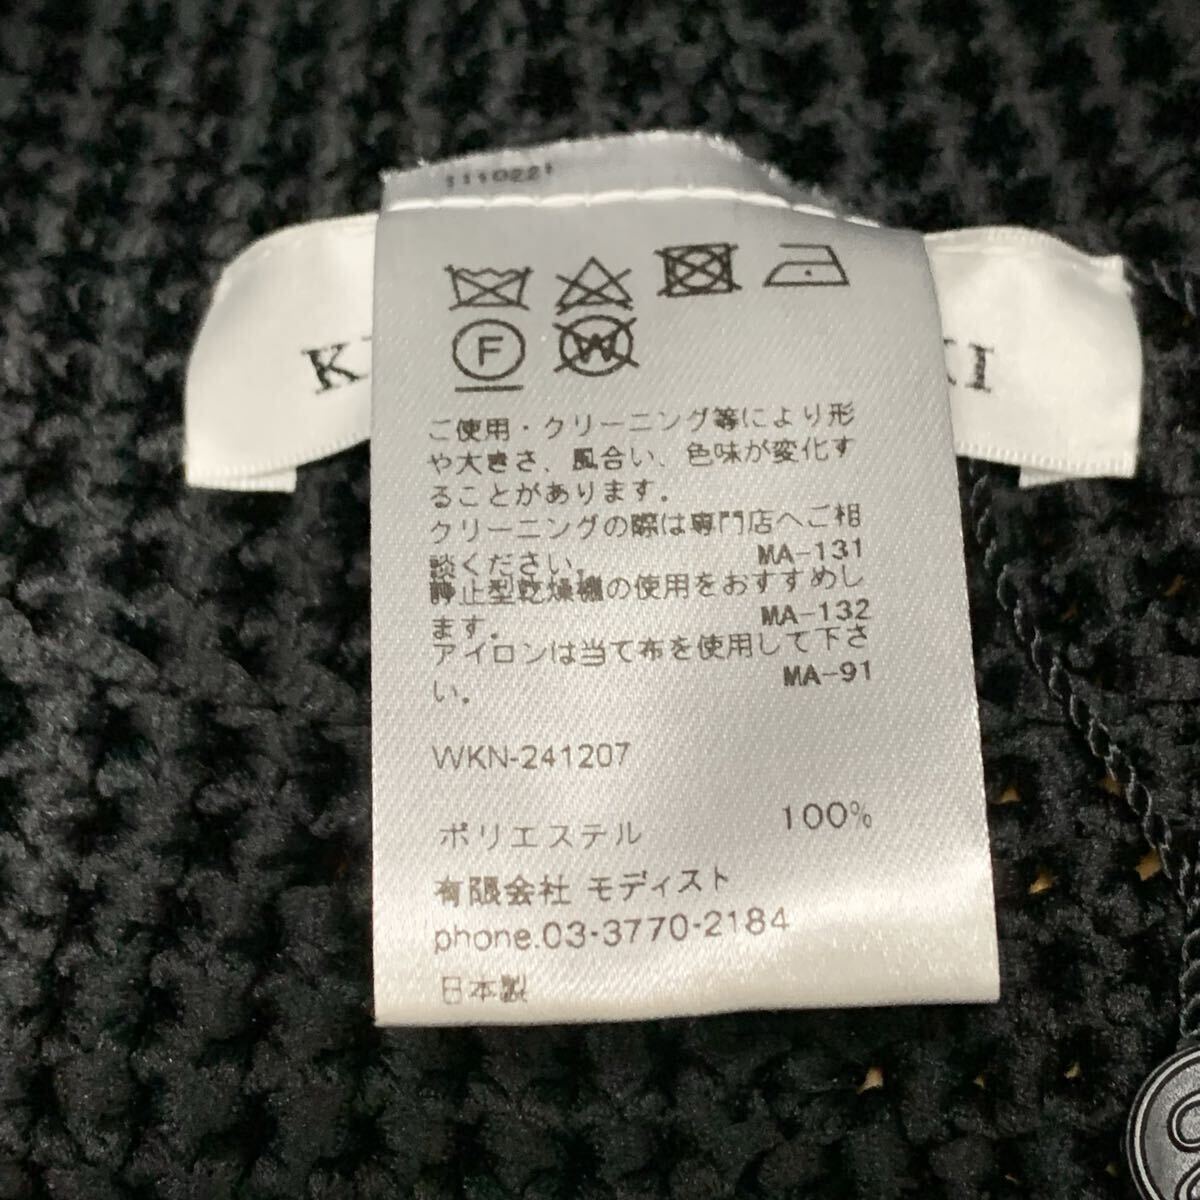 1110221
F
W
ご使用・クリーニング等により形
や大きさ、風合い、色味が変化す
ることがあります。
クリーニングの際は専門店へご相
談ください。 MA-131
静止型乾燥機の使用をおすすめし
ます。 MA-132
アイロンは当て布を使用して下さ
い。 MA-91
WKN-241207
ポリエステル 100%
有限会社 モディスト
phone.03-3770-2184
日本製